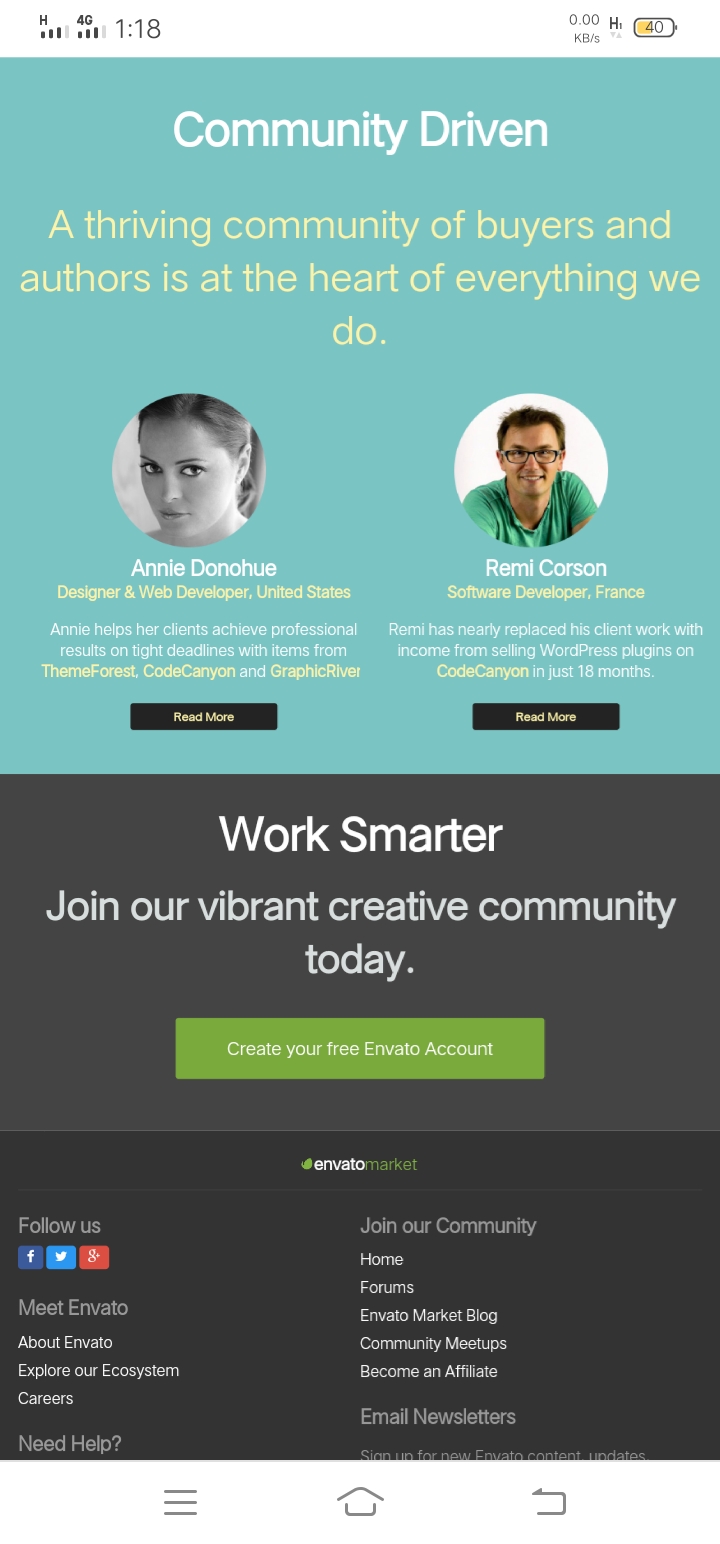 H 4G 1:18
0.00 KB/s H1 40
Community Driven
A thriving community of buyers and
authors is at the heart of everything we
do.
Annie Donohue
Designer & Web Developer, United States
Annie helps her clients achieve professional
results on tight deadlines with items from
ThemeForest, CodeCanyon and GraphicRiver
Read More
Remi Corson
Software Developer, France
Remi has nearly replaced his client work with
income from selling WordPress plugins on
CodeCanyon in just 18 months.
Read More
Work Smarter
Join our vibrant creative community
today.
Create your free Envato Account
envatomarket
Follow us
f g+
Meet Envato
About Envato
Explore our Ecosystem
Careers
Need Help?
Join our Community
Home
Forums
Envato Market Blog
Community Meetups
Become an Affiliate
Email Newsletters
Sign up for new Envato content, updates,